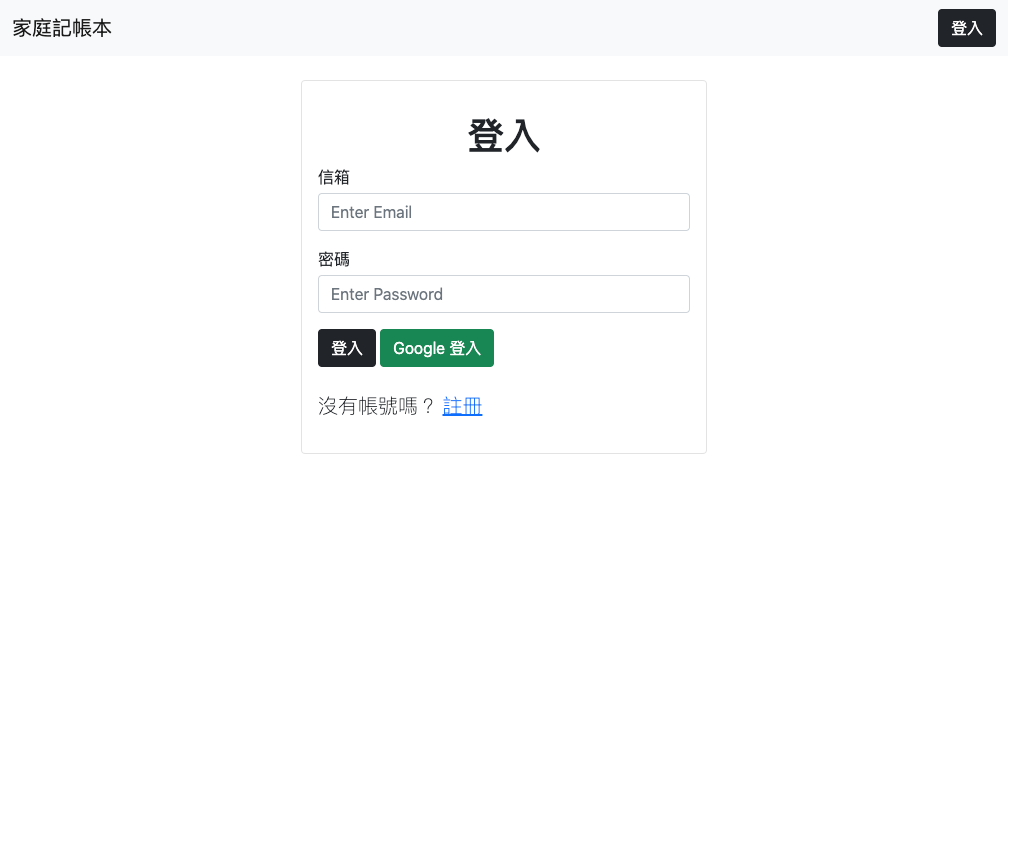 家庭記帳本
登入
登入
信箱
Enter Email
密碼
Enter Password
登入 Google 登入
沒有帳號嗎？ 註冊